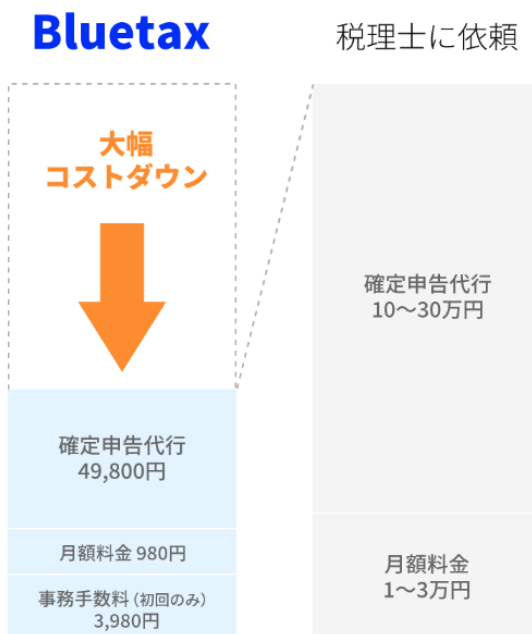 Bluetax
税理士に依頼
大幅
コストダウン
確定申告代行
49,800円
月額料金 980円
事務手数料 (初回のみ)
3,980円
確定申告代行
10〜30万円
月額料金
1〜3万円